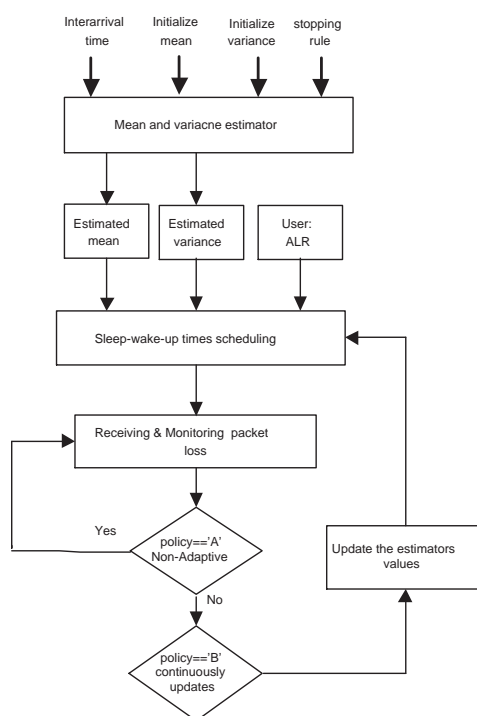 Interarrival
time
Initialize
mean
Initialize
variance
stopping
rule
Mean and variacne estimator
Estimated
mean
Estimated
variance
User:
ALR
Sleep-wake-up times scheduling
Receiving & Monitoring packet
loss
Yes
policy=='A'
Non-Adaptive
No
Update the estimators
values
policy=='B'
continuously
updates